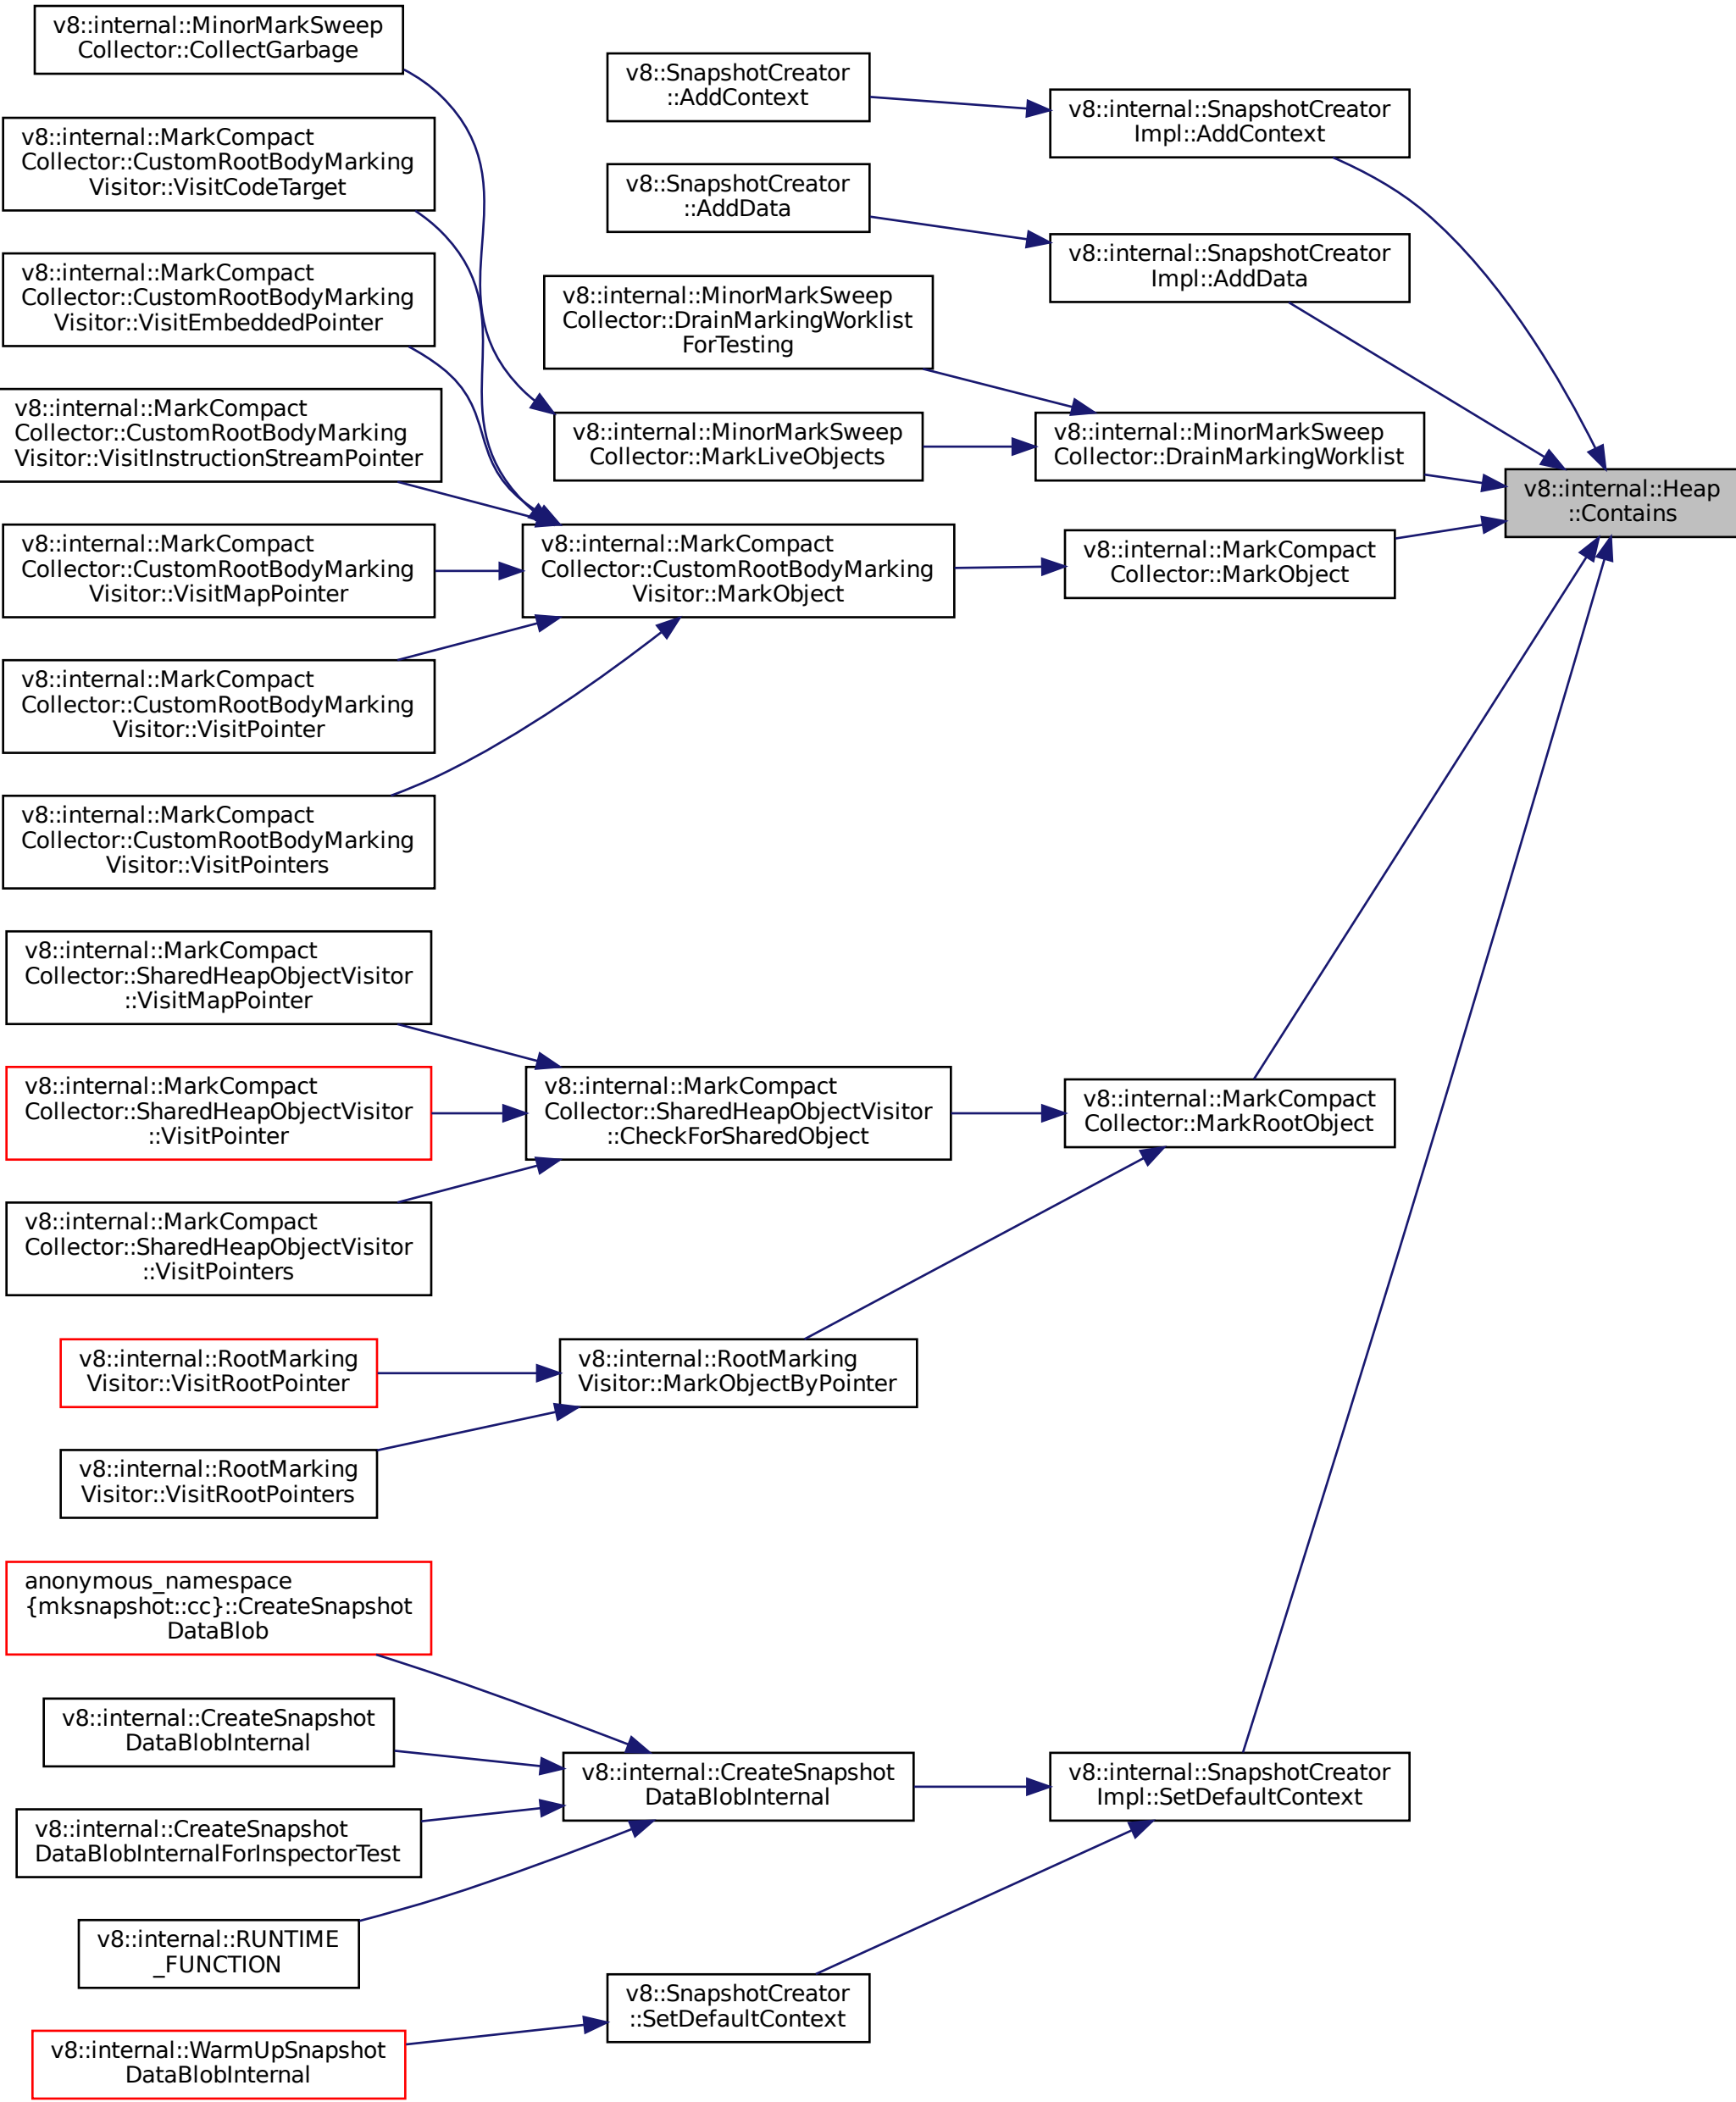 v8::internal::MinorMarkSweep
Collector::CollectGarbage
v8::internal::MarkCompact
Collector::CustomRootBodyMarking
Visitor::VisitCodeTarget
v8::internal::MarkCompact
Collector::CustomRootBodyMarking
Visitor::VisitEmbeddedPointer
v8::internal::MarkCompact
Collector::CustomRootBodyMarking
Visitor::VisitInstructionStreamPointer
v8::internal::MarkCompact
Collector::CustomRootBodyMarking
Visitor::VisitMapPointer
v8::internal::MarkCompact
Collector::CustomRootBodyMarking
Visitor::VisitPointer
v8::internal::MarkCompact
Collector::CustomRootBodyMarking
Visitor::VisitPointers
v8::internal::MarkCompact
Collector::SharedHeapObjectVisitor
::VisitMapPointer
v8::internal::MarkCompact
Collector::SharedHeapObjectVisitor
::VisitPointer
v8::internal::MarkCompact
Collector::SharedHeapObjectVisitor
::VisitPointers
v8::internal::RootMarking
Visitor::VisitRootPointer
v8::internal::RootMarking
Visitor::VisitRootPointers
anonymous_namespace
{mksnapshot::cc}::CreateSnapshot
DataBlob
v8::internal::CreateSnapshot
DataBlobInternal
v8::internal::CreateSnapshot
DataBlobInternalForInspectorTest
v8::internal::RUNTIME
_FUNCTION
v8::internal::WarmUpSnapshot
DataBlobInternal
v8::SnapshotCreator
::AddContext
v8::SnapshotCreator
::AddData
v8::internal::MinorMarkSweep
Collector::DrainMarkingWorklist
ForTesting
v8::internal::MinorMarkSweep
Collector::MarkLiveObjects
v8::internal::MarkCompact
Collector::CustomRootBodyMarking
Visitor::MarkObject
v8::internal::MarkCompact
Collector::SharedHeapObjectVisitor
::CheckForSharedObject
v8::internal::RootMarking
Visitor::MarkObjectByPointer
v8::internal::CreateSnapshot
DataBlobInternal
v8::SnapshotCreator
::SetDefaultContext
v8::internal::SnapshotCreator
Impl::AddContext
v8::internal::SnapshotCreator
Impl::AddData
v8::internal::MinorMarkSweep
Collector::DrainMarkingWorklist
v8::internal::MarkCompact
Collector::MarkObject
v8::internal::MarkCompact
Collector::MarkRootObject
v8::internal::SnapshotCreator
Impl::SetDefaultContext
v8::internal::Heap
::Contains